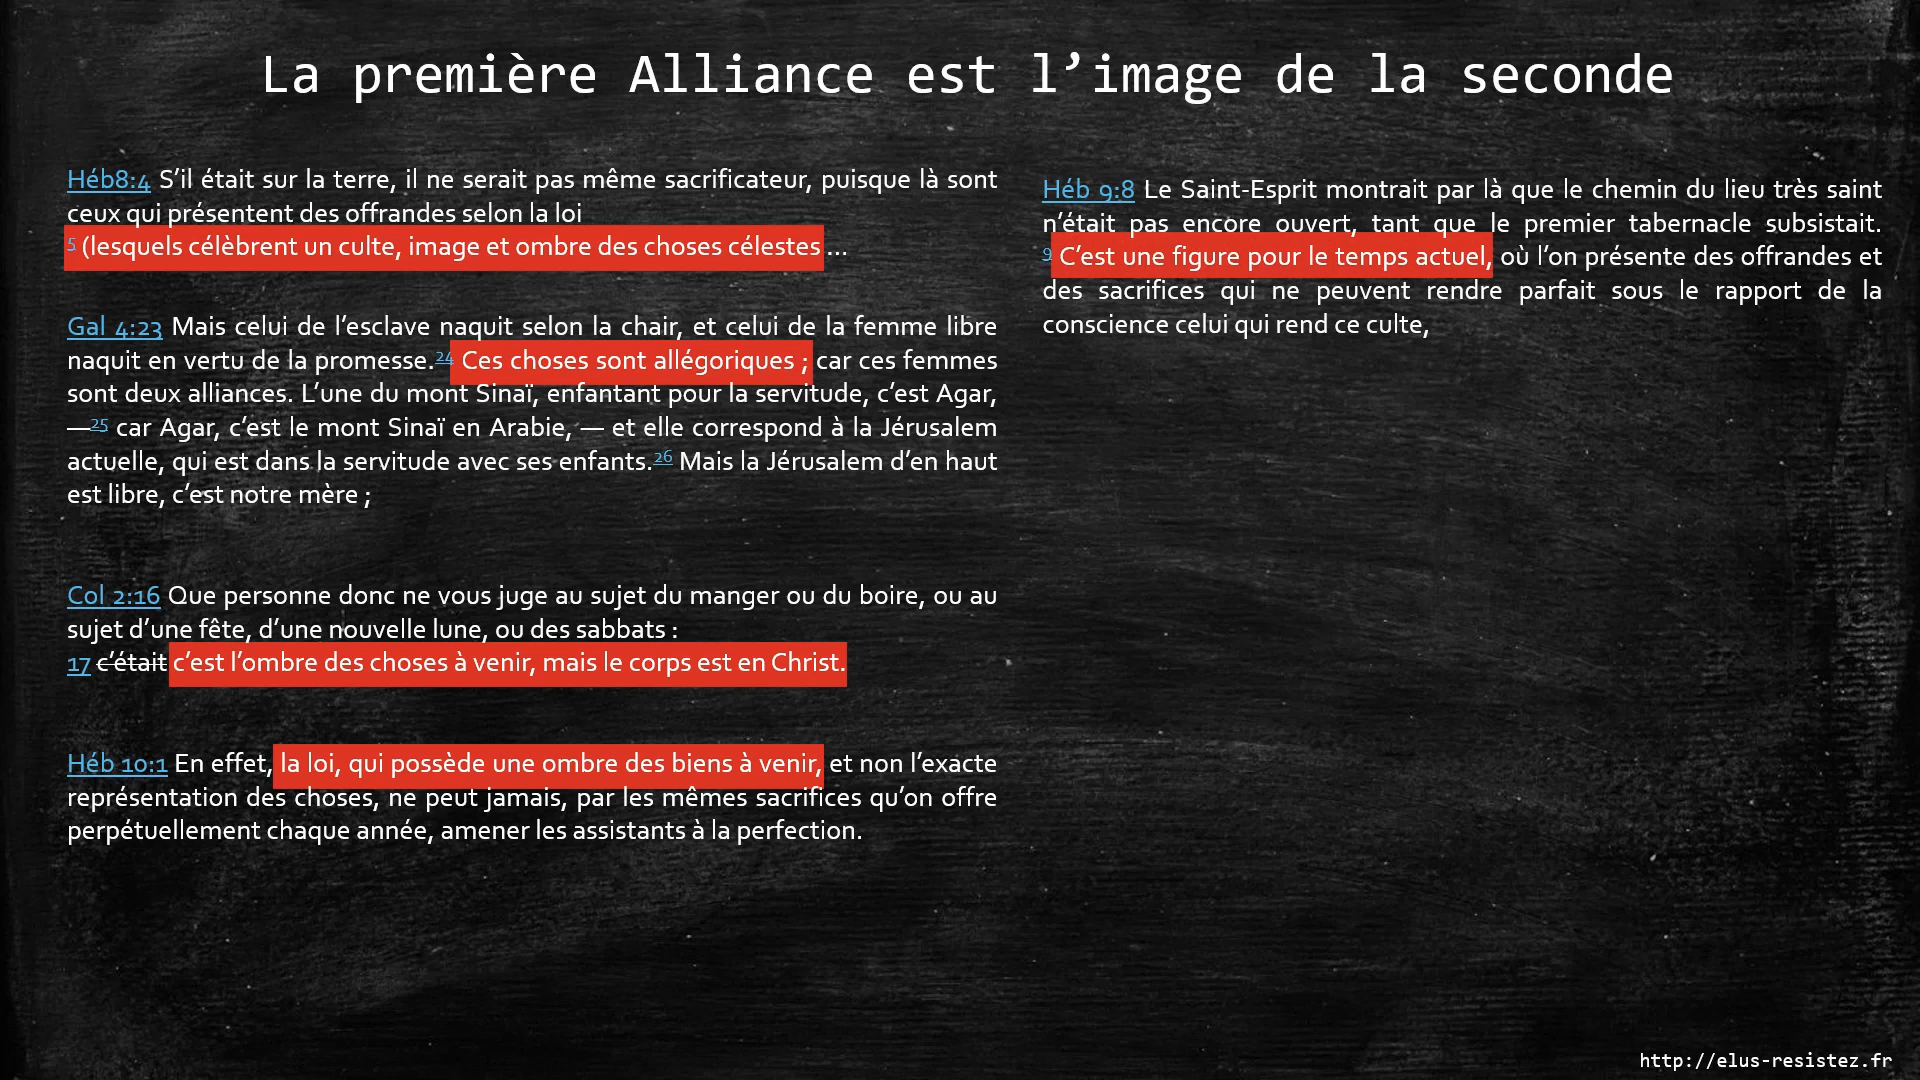 La première Alliance est l’image de la seconde
Héb8:4 S’il était sur la terre, il ne serait pas même sacrificateur, puisque là sont
ceux qui présentent des offrandes selon la loi
5 (lesquels célèbrent un culte, image et ombre des choses célestes ...
Gal 4:23 Mais celui de l’esclave naquit selon la chair, et celui de la femme libre
naquit en vertu de la promesse.24 Ces choses sont allégoriques ; car ces femmes
sont deux alliances. L’une du mont Sinaï, enfantant pour la servitude, c’est Agar,
—25 car Agar, c’est le mont Sinaï en Arabie, — et elle correspond à la Jérusalem
actuelle, qui est dans la servitude avec ses enfants.26 Mais la Jérusalem d’en haut
est libre, c’est notre mère ;
Col 2:16 Que personne donc ne vous juge au sujet du manger ou du boire, ou au
sujet d’une fête, d’une nouvelle lune, ou des sabbats :
17 c’était c’est l’ombre des choses à venir, mais le corps est en Christ.
Héb 10:1 En effet, la loi, qui possède une ombre des biens à venir, et non l’exacte
représentation des choses, ne peut jamais, par les mêmes sacrifices qu’on offre
perpétuellement chaque année, amener les assistants à la perfection.
Héb 9:8 Le Saint-Esprit montrait par là que le chemin du lieu très saint
n’était pas encore ouvert, tant que le premier tabernacle subsistait.
9 C’est une figure pour le temps actuel, où l’on présente des offrandes et
des sacrifices qui ne peuvent rendre parfait sous le rapport de la
conscience celui qui rend ce culte,
http://elus-resistez.fr